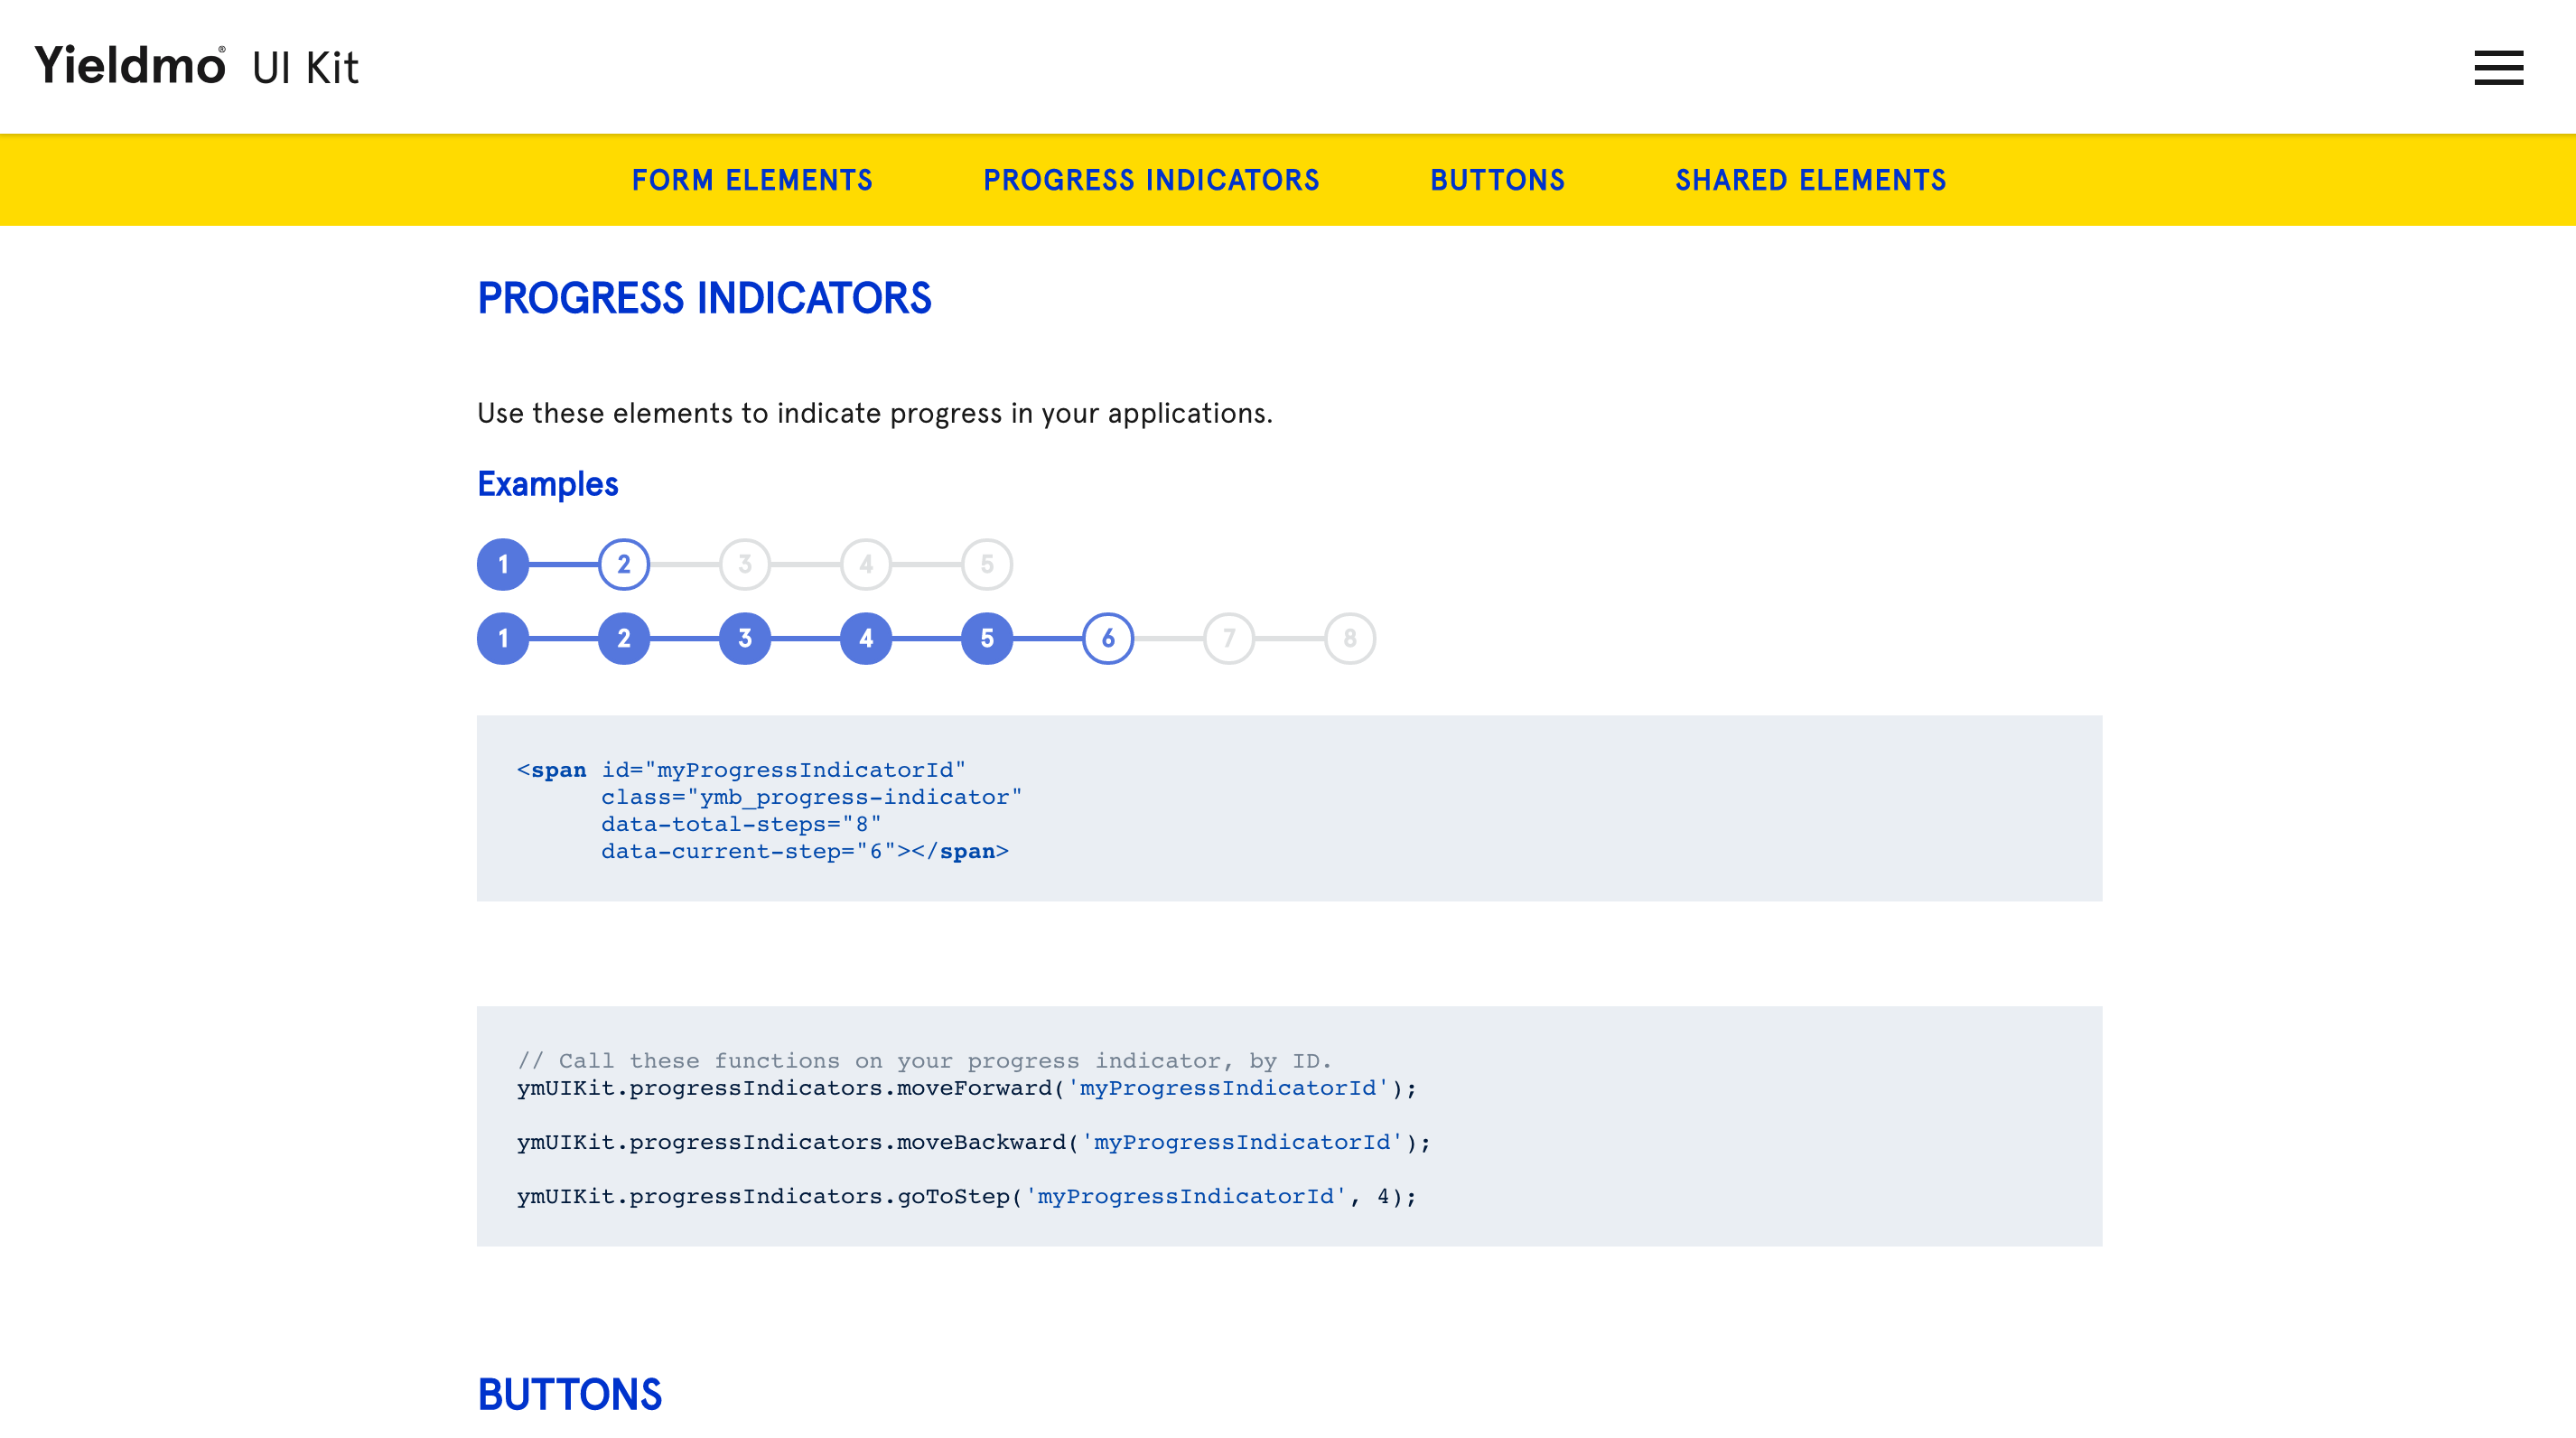 Yieldmo® UI Kit
FORM ELEMENTS PROGRESS INDICATORS BUTTONS SHARED ELEMENTS
PROGRESS INDICATORS
Use these elements to indicate progress in your applications.
Examples
1 2 3 4 5
1 2 3 4 5 6 7 8
<span id="myProgressIndicatorId"
      class="ymb_progress-indicator"
      data-total-steps="8"
      data-current-step="6"></span>
// Call these functions on your progress indicator, by ID.
ymUIKit.progressIndicators.moveForward('myProgressIndicatorId');
ymUIKit.progressIndicators.moveBackward('myProgressIndicatorId');
ymUIKit.progressIndicators.goToStep('myProgressIndicatorId', 4);
BUTTONS